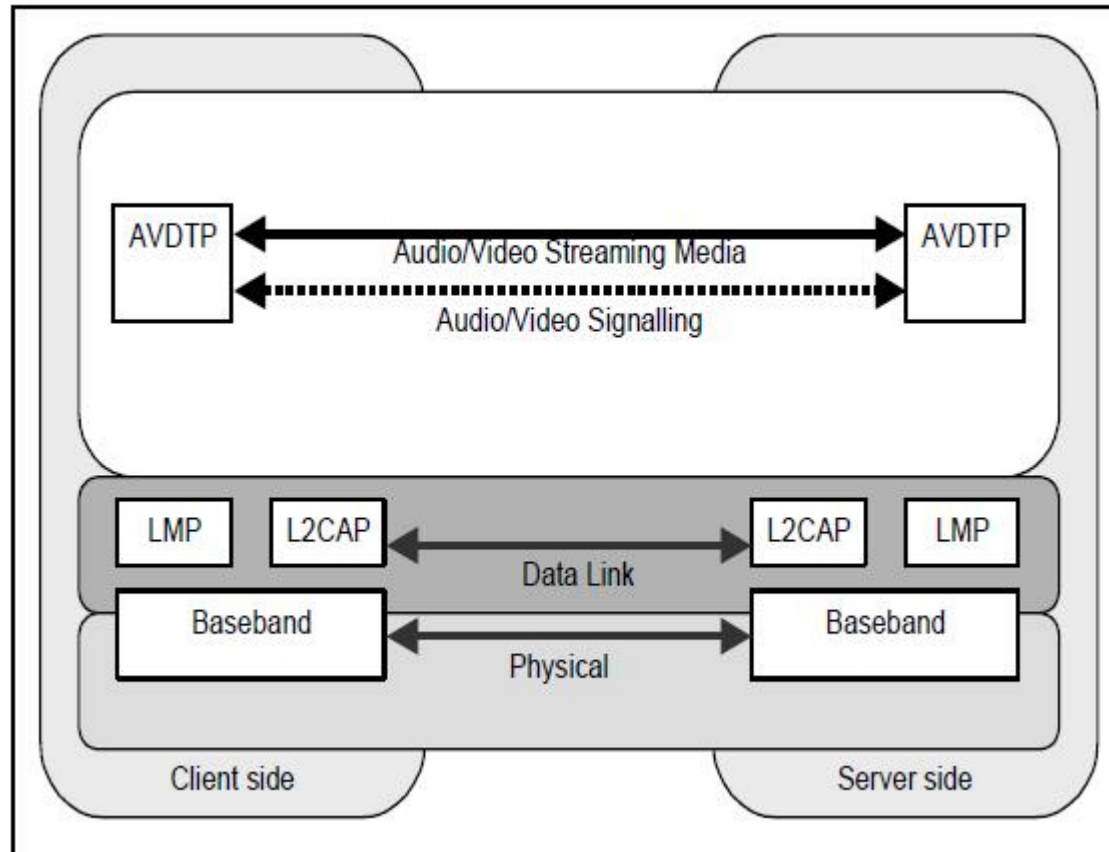 AVDTP
AVDTP
Audio/Video Streaming Media
Audio/Video Signalling
LMP
L2CAP
L2CAP
LMP
Data Link
Baseband
Baseband
Physical
Client side
Server side